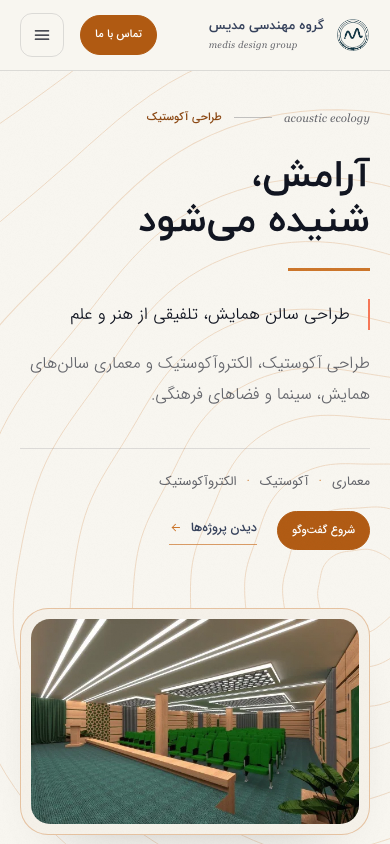 گروه مهندسی مدیس
medis design group
تماس با ما
acoustic ecology
طراحی آکوستیک
آرامش،
شنیده می‌شود
طراحی سالن همایش، تلفیقی از هنر و علم
طراحی آکوستیک، الکتروآکوستیک و معماری سالن‌های
همایش، سینما و فضاهای فرهنگی.
معماری · آکوستیک · الکتروآکوستیک
شروع گفت‌وگو
دیدن پروژه‌ها ←